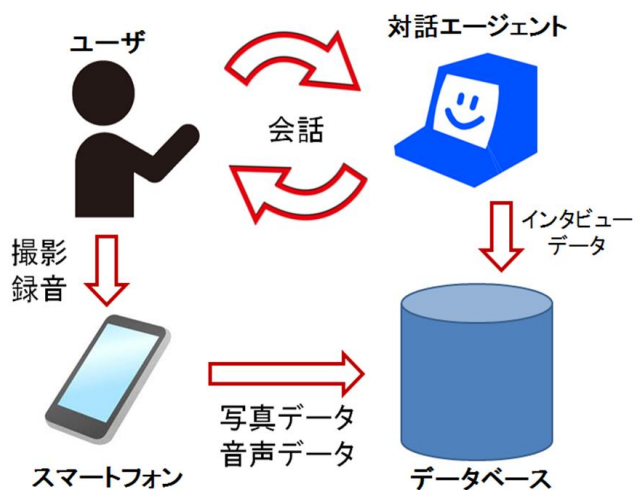 ユーザ
対話エージェント
会話
撮影
録音
インタビュー
データ
写真データ
音声データ
スマートフォン
データベース